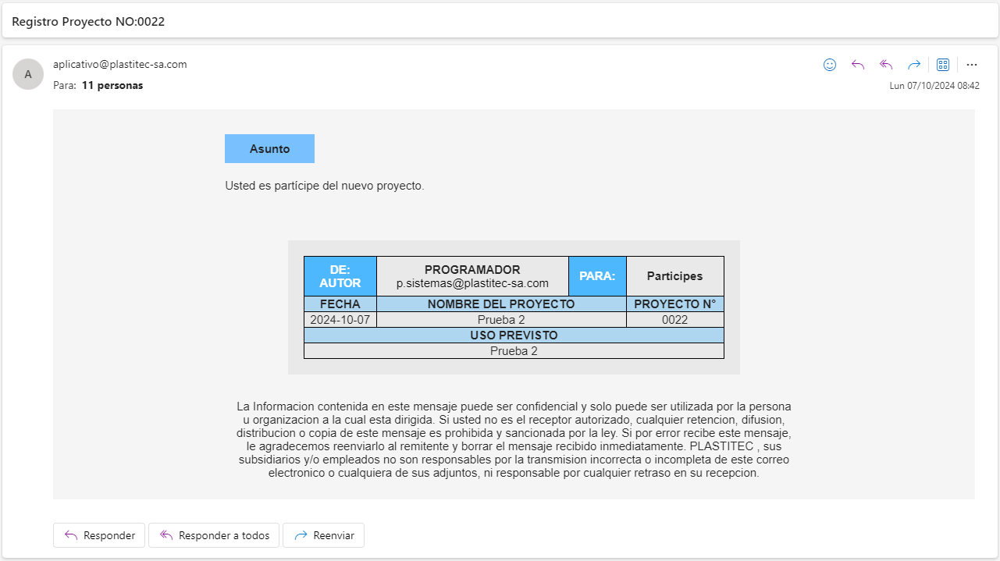 Registro Proyecto NO:0022
A
aplicativo@plastitec-sa.com
Para: 11 personas
Lun 07/10/2024 08:42
Asunto
Usted es partícipe del nuevo proyecto.
DE: AUTOR
PROGRAMADOR
p.sistemas@plastitec-sa.com
PARA:
Participes
FECHA NOMBRE DEL PROYECTO PROYECTO N°
2024-10-07 Prueba 2 0022
USO PREVISTO
Prueba 2
La Informacion contenida en este mensaje puede ser confidencial y solo puede ser utilizada por la persona
u organizacion a la cual esta dirigida. Si usted no es el receptor autorizado, cualquier retencion, difusion,
distribucion o copia de este mensaje es prohibida y sancionada por la ley. Si por error recibe este mensaje,
le agradecemos reenviarlo al remitente y borrar el mensaje recibido inmediatamente. PLASTITEC , sus
subsidiarios y/o empleados no son responsables por la transmision incorrecta o incompleta de este correo
electronico o cualquiera de sus adjuntos, ni responsable por cualquier retraso en su recepcion.
Responder Responder a todos Reenviar